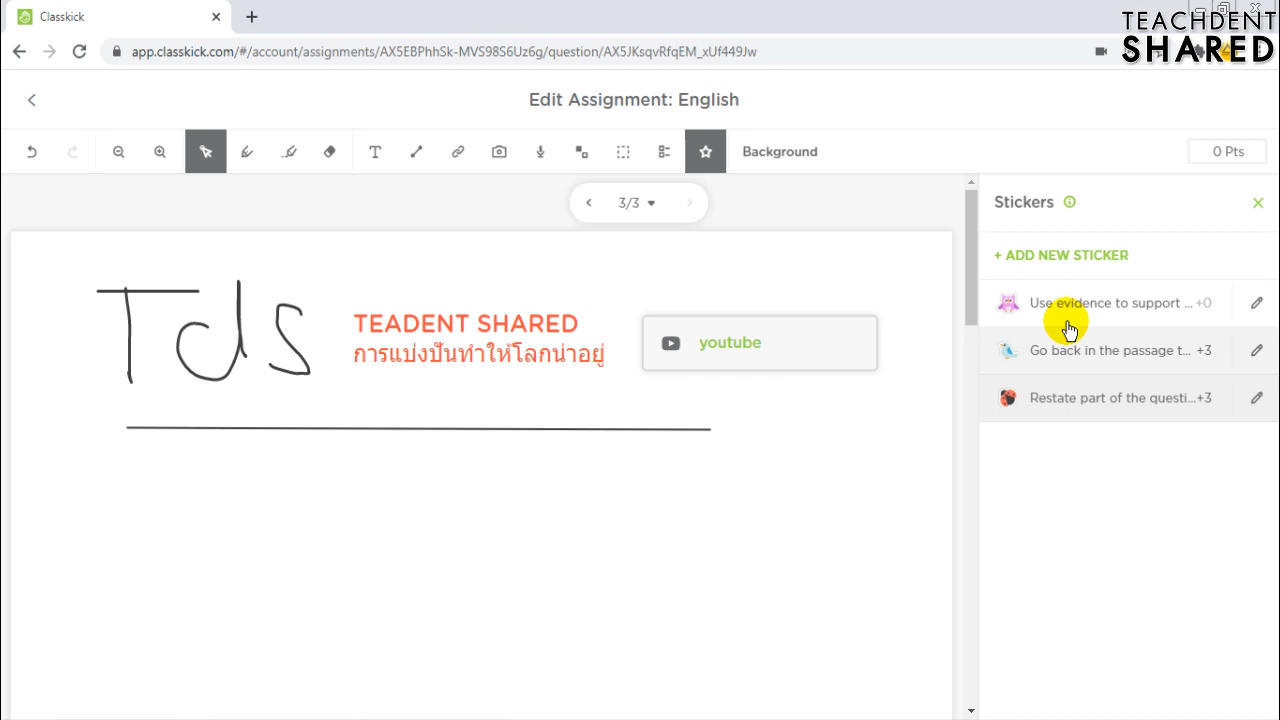 Classkick
app.classkick.com/#/account/assignments/AX5EBPhhSk-MVS98S6Uz6g/question/AX5JKsqvRfqEM_xUf449Jw
TEACHDENT
SHARED
Edit Assignment: English
T
Background
0 Pts
3/3
Stickers
+ ADD NEW STICKER
Use evidence to support ... +0
Go back in the passage t... +3
Restate part of the questi...+3
Tds
TEADENT SHARED
การแบ่งปันทำให้โลกน่าอยู่
youtube